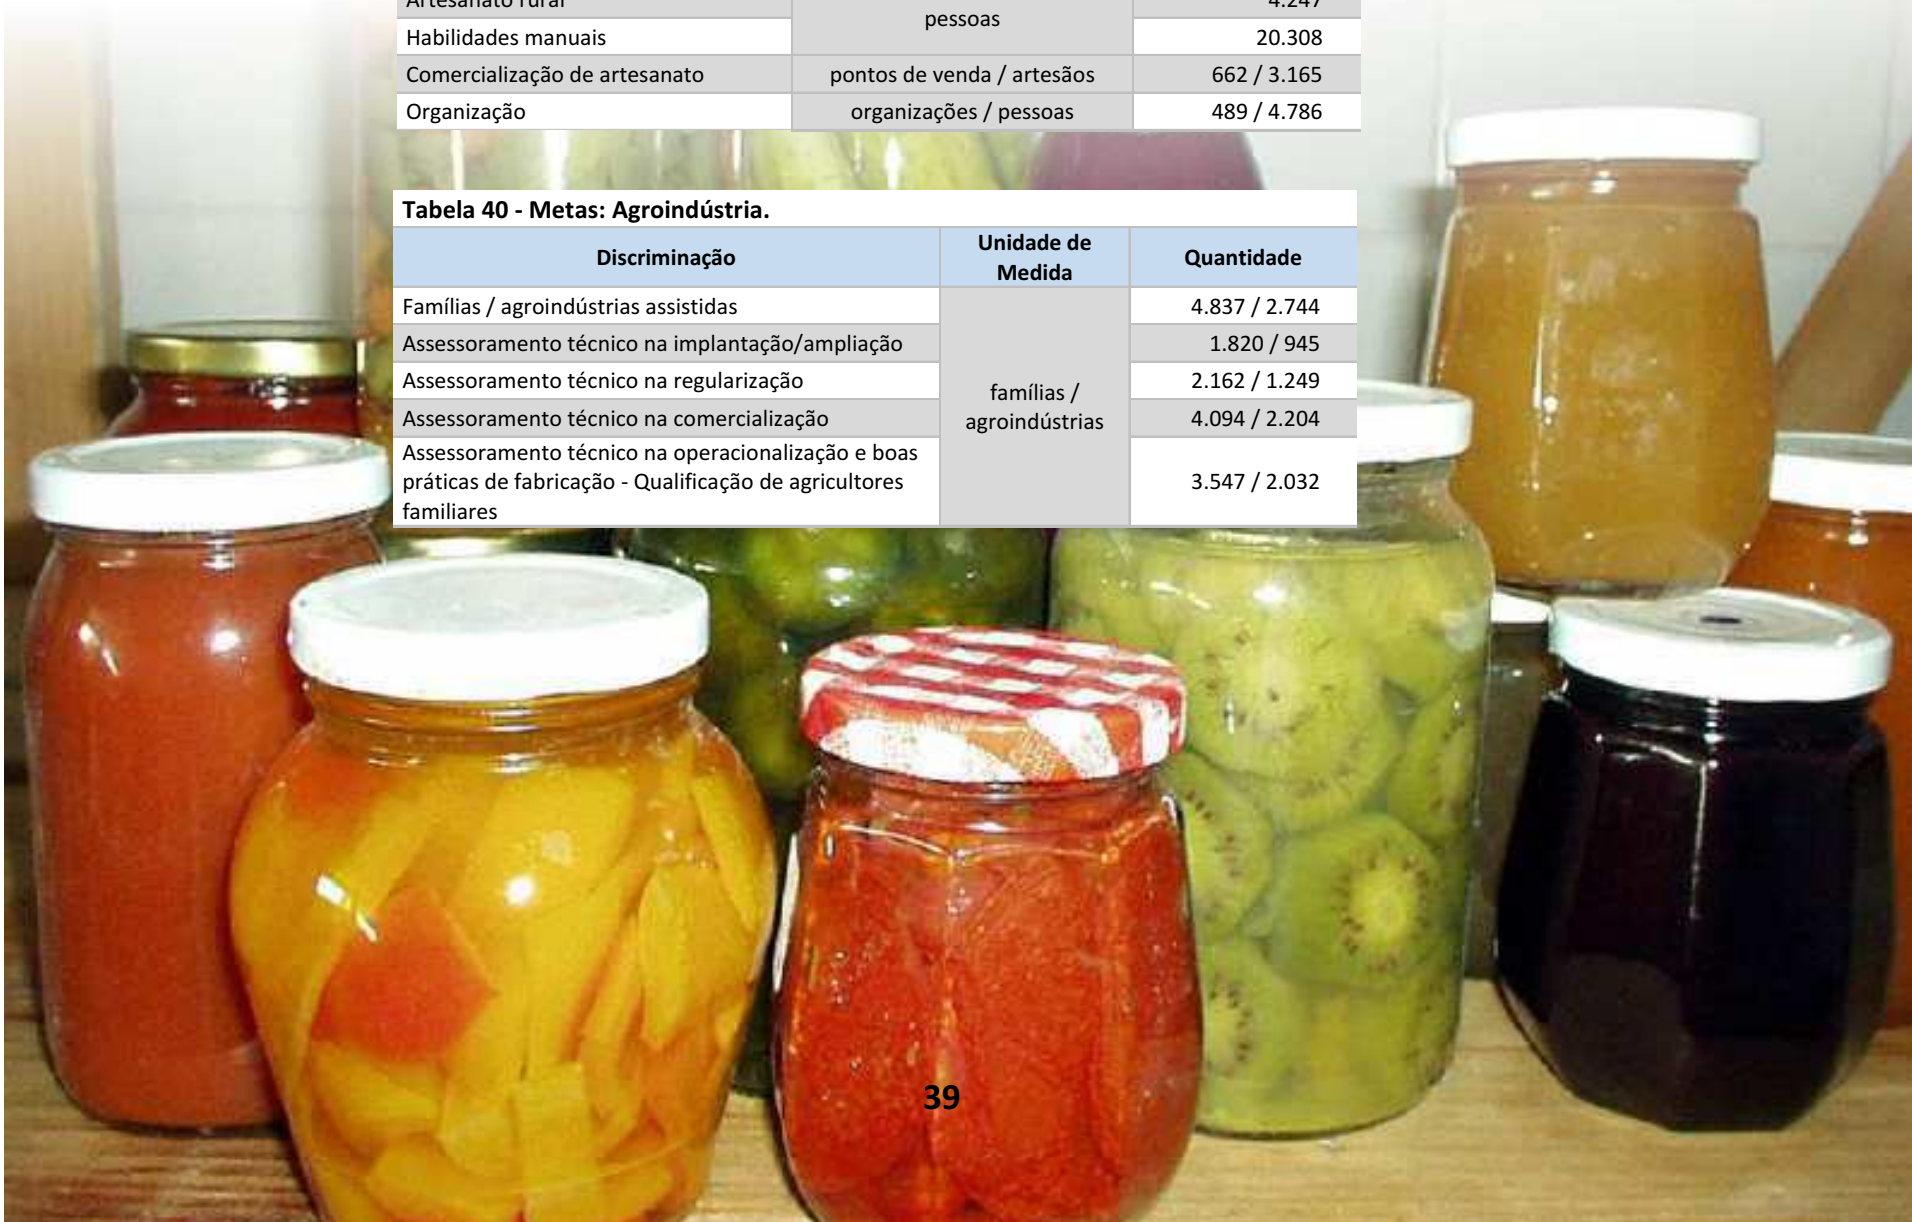 Artesanato rural 4.247
pessoas
Habilidades manuais 20.308
Comercialização de artesanato pontos de venda / artesãos 662 / 3.165
Organização organizações / pessoas 489 / 4.786
Tabela 40 - Metas: Agroindústria.
Discriminação Unidade de Medida Quantidade
Famílias / agroindústrias assistidas 4.837 / 2.744
Assessoramento técnico na implantação/ampliação 1.820 / 945
Assessoramento técnico na regularização 2.162 / 1.249
famílias /
agroindústrias
Assessoramento técnico na comercialização 4.094 / 2.204
Assessoramento técnico na operacionalização e boas
práticas de fabricação - Qualificação de agricultores 3.547 / 2.032
familiares
39